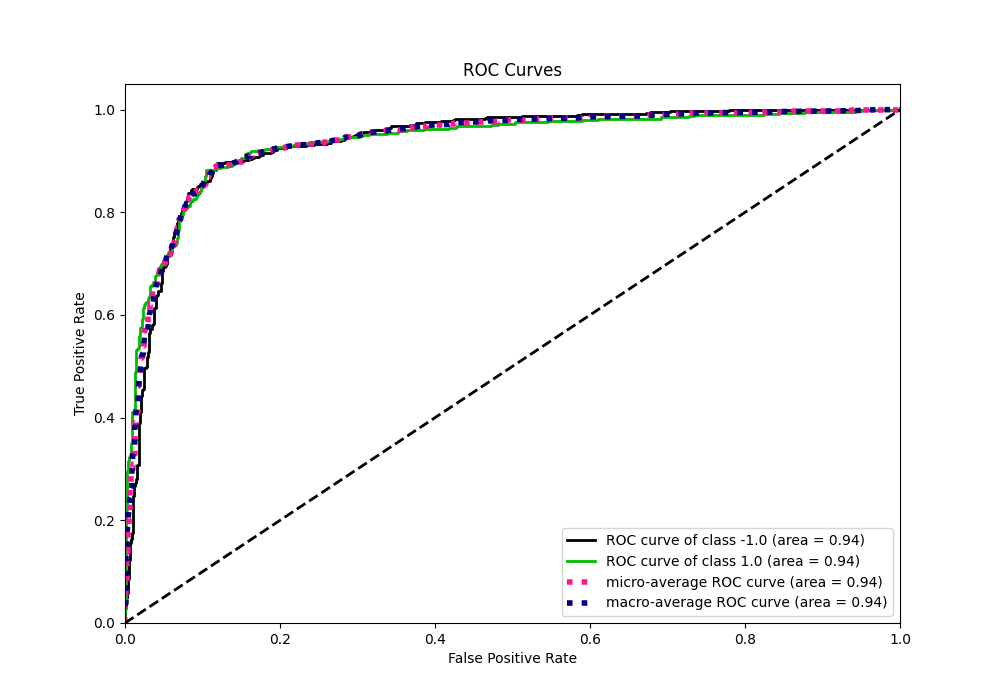 ROC Curves
1.0
0.8
0.6
0.4
0.2
0.0
True Positive Rate
0.0 0.2 0.4 0.6 0.8 1.0
False Positive Rate
ROC curve of class -1.0 (area = 0.94)
ROC curve of class 1.0 (area = 0.94)
micro-average ROC curve (area = 0.94)
macro-average ROC curve (area = 0.94)